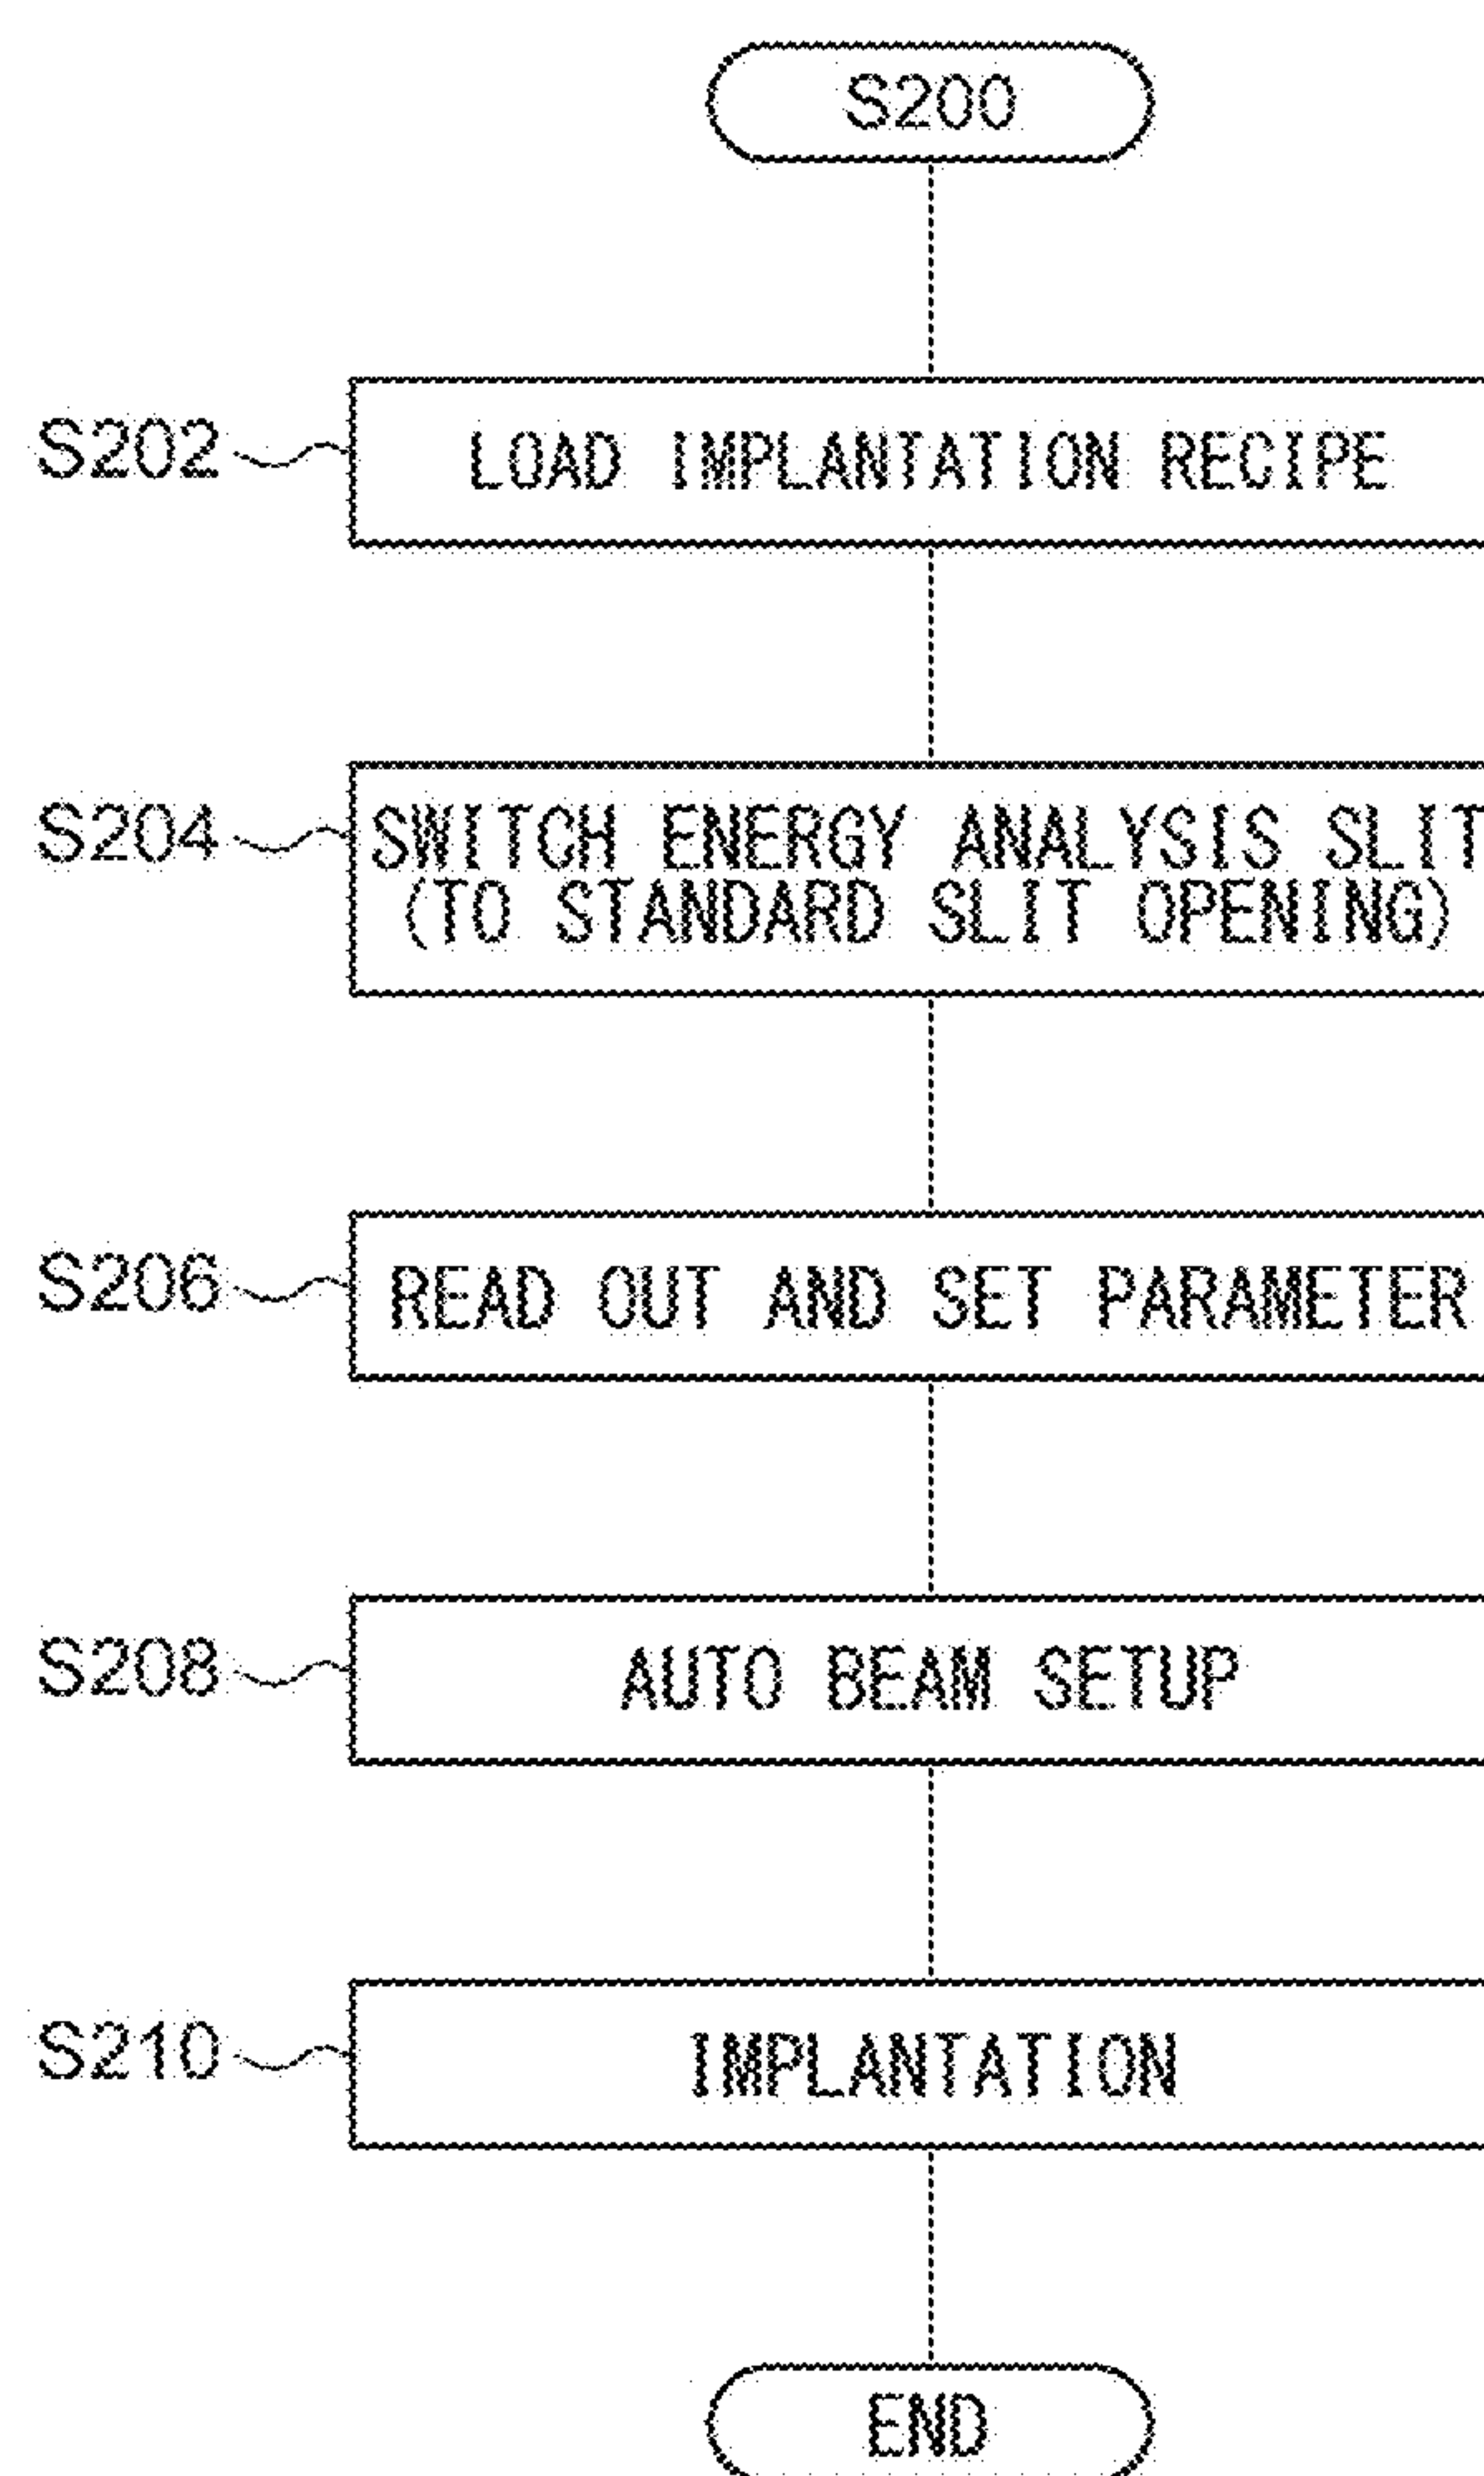 S200
S202
LOAD IMPLANTATION RECIPE
S204
SWITCH ENERGY ANALYSIS SLIT
(TO STANDARD SLIT OPENING)
S206
READ OUT AND SET PARAMETER
S208
AUTO BEAM SETUP
S210
IMPLANTATION
END